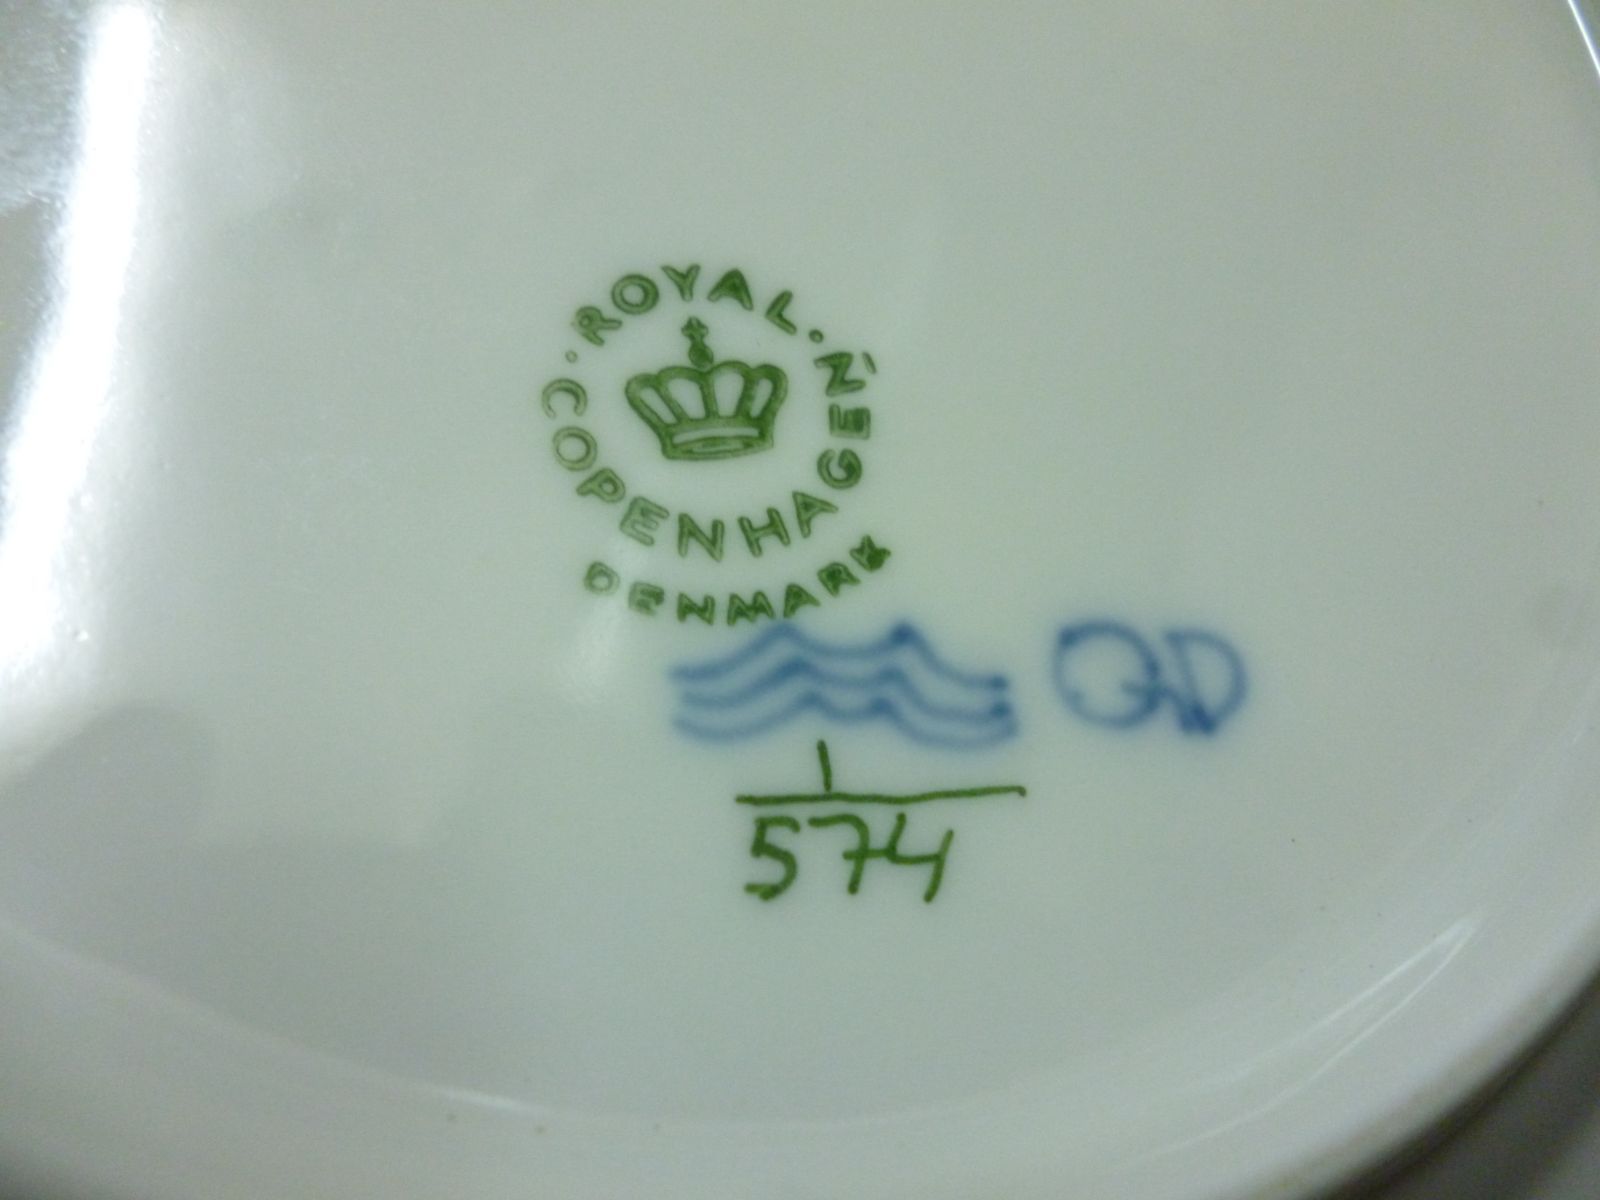 · ROYAL ·
COPENHAGEN
DENMARK
1
574